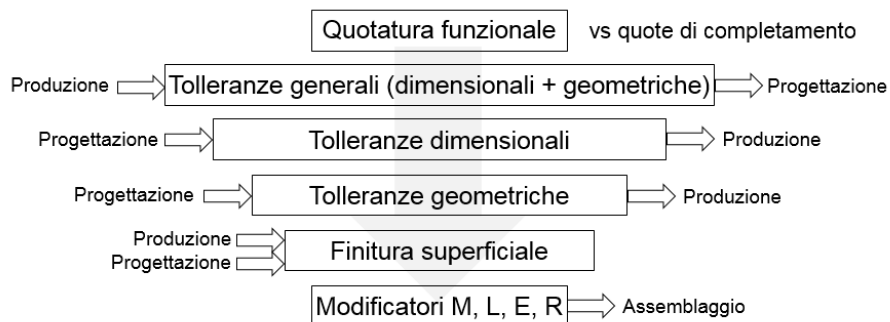 Quotatura funzionale vs quote di completamento
Produzione Tolleranze generali (dimensionali + geometriche) Progettazione
Progettazione Tolleranze dimensionali Produzione
Progettazione Tolleranze geometriche Produzione
Produzione
Progettazione Finitura superficiale
Modificatori M, L, E, R Assemblaggio